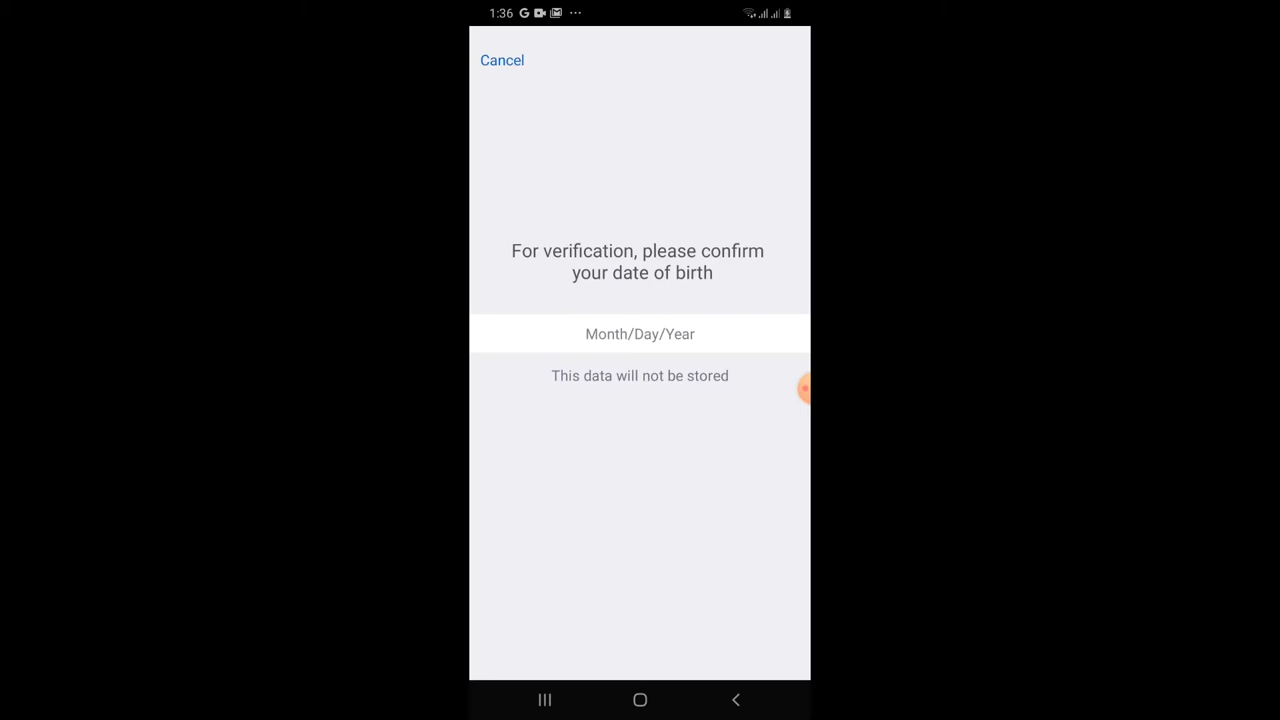 1:36 G ...
Cancel
For verification, please confirm
your date of birth
Month/Day/Year
This data will not be stored